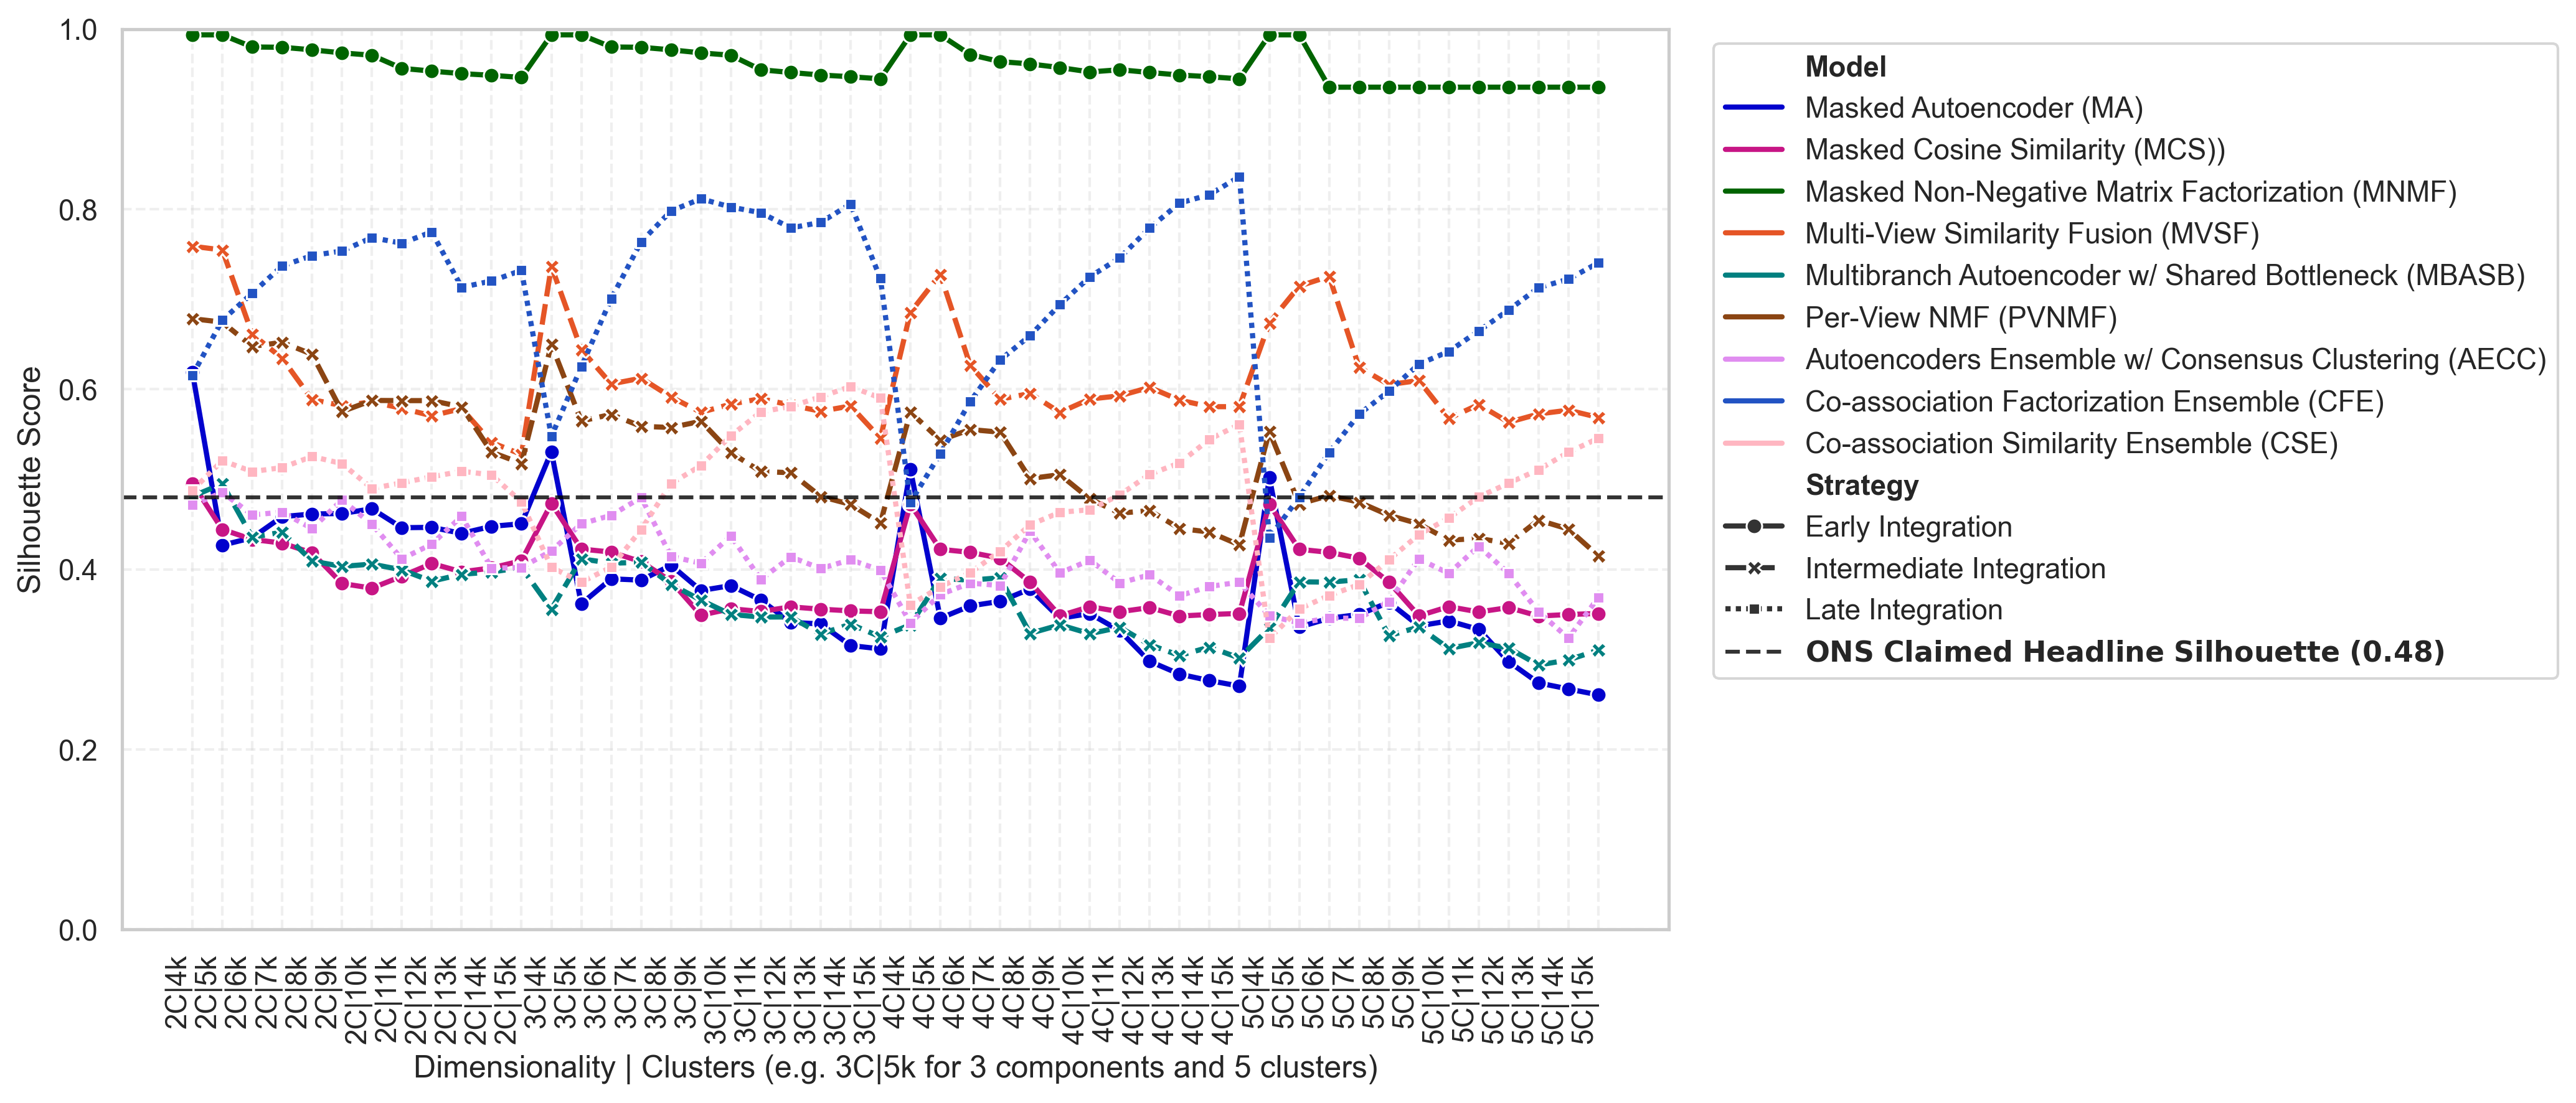 Silhouette Score
1.0
0.8
0.6
0.4
0.2
0.0
2C|4k
2C|5k
2C|6k
2C|7k
2C|8k
2C|9k
2C|10k
2C|11k
2C|12k
2C|13k
2C|14k
2C|15k
3C|4k
3C|5k
3C|6k
3C|7k
3C|8k
3C|9k
3C|10k
3C|11k
3C|12k
3C|13k
3C|14k
3C|15k
4C|4k
4C|5k
4C|6k
4C|7k
4C|8k
4C|9k
4C|10k
4C|11k
4C|12k
4C|13k
4C|14k
4C|15k
5C|4k
5C|5k
5C|6k
5C|7k
5C|8k
5C|9k
5C|10k
5C|11k
5C|12k
5C|13k
5C|14k
5C|15k
Dimensionality | Clusters (e.g. 3C|5k for 3 components and 5 clusters)
Model
Masked Autoencoder (MA)
Masked Cosine Similarity (MCS))
Masked Non-Negative Matrix Factorization (MNMF)
Multi-View Similarity Fusion (MVSF)
Multibranch Autoencoder w/ Shared Bottleneck (MBASB)
Per-View NMF (PVNMF)
Autoencoders Ensemble w/ Consensus Clustering (AECC)
Co-association Factorization Ensemble (CFE)
Co-association Similarity Ensemble (CSE)
Strategy
Early Integration
Intermediate Integration
Late Integration
ONS Claimed Headline Silhouette (0.48)